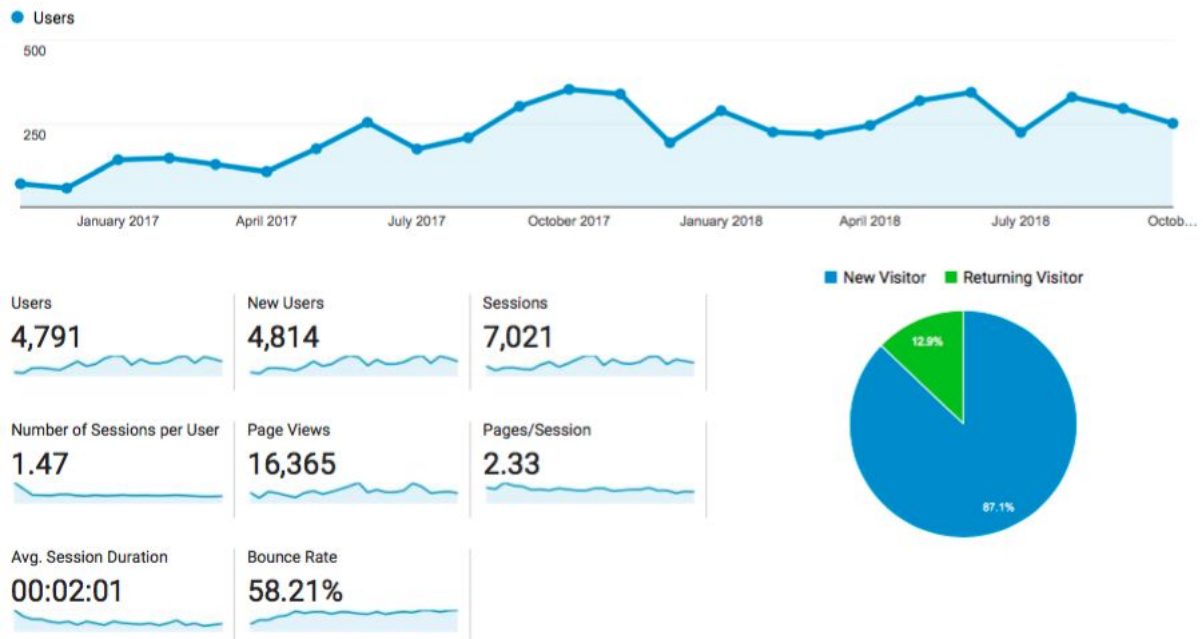 Users
500
250
January 2017 April 2017 July 2017 October 2017 January 2018 April 2018 July 2018 Octob...
New Visitor Returning Visitor
Users New Users Sessions
4,791 4,814 7,021
12.9%
Number of Sessions per User Page Views Pages/Session
1.47 16,365 2.33
87.1%
Avg. Session Duration Bounce Rate
00:02:01 58.21%